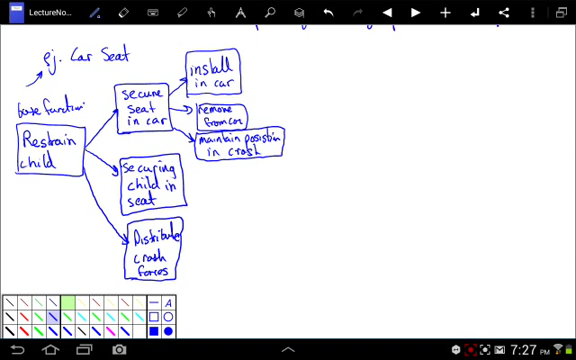 LectureNo...
eg. Car Seat
base function
Restrain
child
secure
seat
in car
install
in car
remove
from car
maintain position
in crash
securing
child in
seat
Distribute
crash
forces
A
7:27